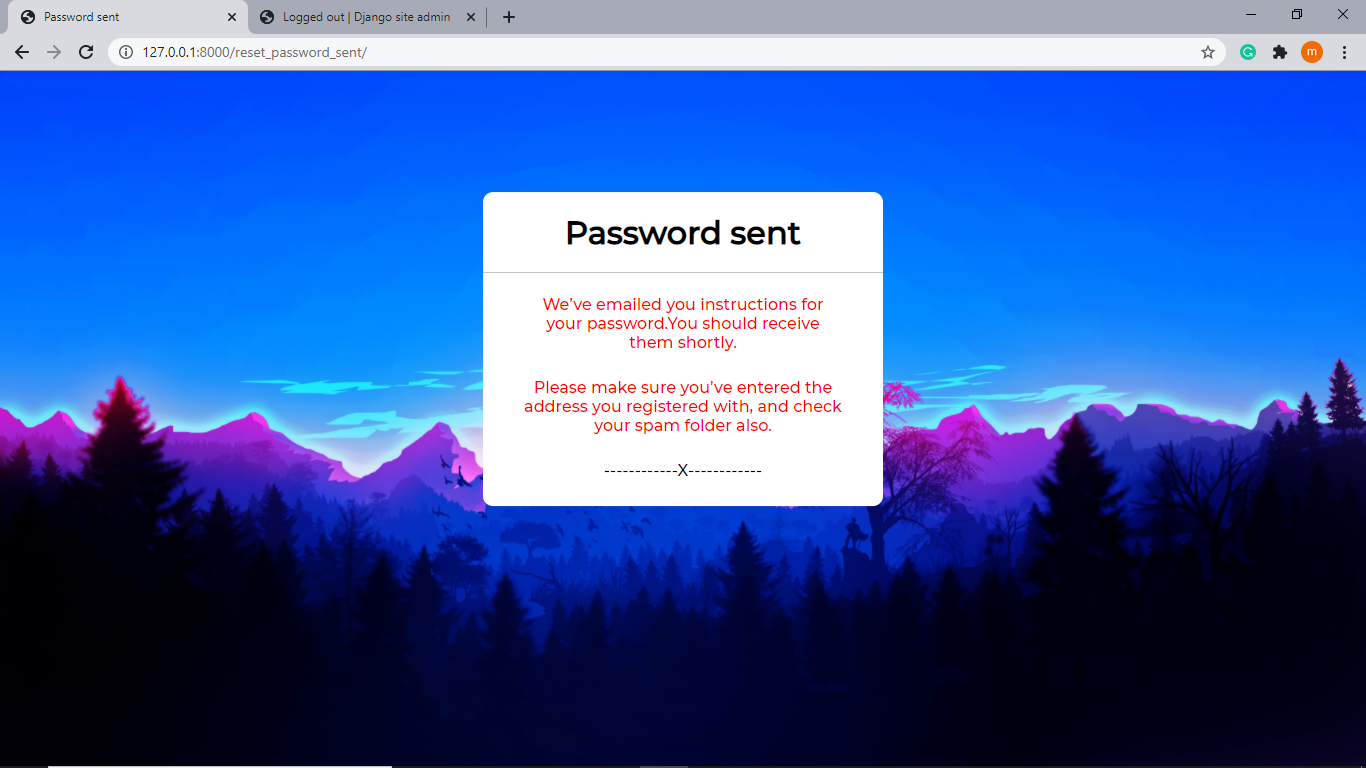 Password sent
Logged out | Django site admin
127.0.0.1:8000/reset_password_sent/
m
Password sent
We’ve emailed you instructions for
your password.You should receive
them shortly.
Please make sure you’ve entered the
address you registered with, and check
your spam folder also.
------------X------------